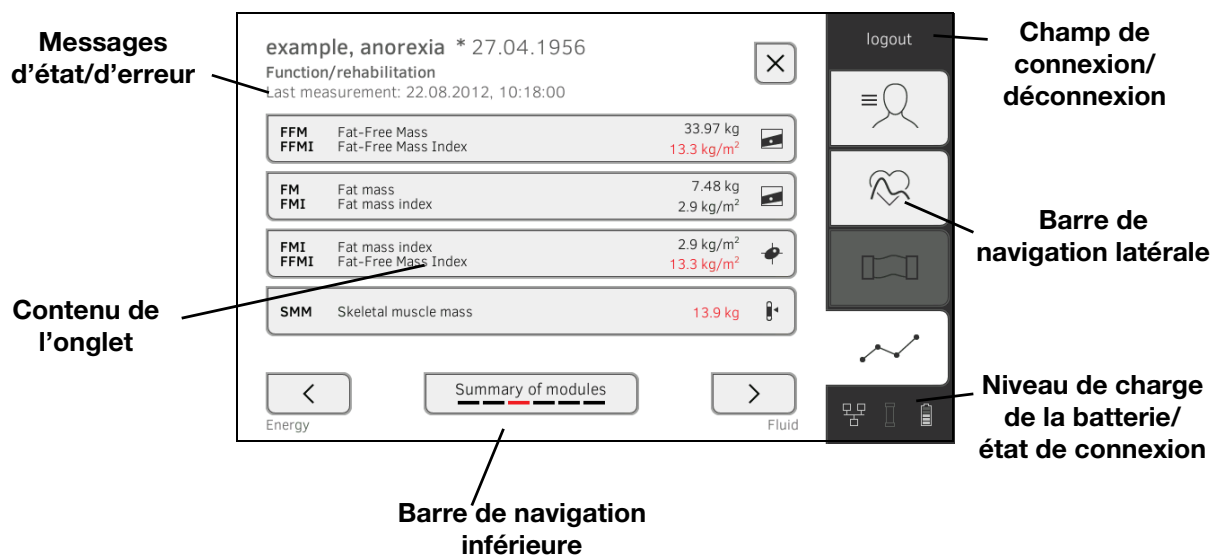 Messages
d'état/d'erreur
example, anorexia * 27.04.1956
Function/rehabilitation
Last measurement: 22.08.2012, 10:18:00
logout
Champ de
connexion/
déconnexion
FFM Fat-Free Mass 33.97 kg
FFMI Fat-Free Mass Index 13.3 kg/m²
FM Fat mass 7.48 kg
FMI Fat mass index 2.9 kg/m²
FMI Fat mass index 2.9 kg/m²
FFMI Fat-Free Mass Index 13.3 kg/m²
SMM Skeletal muscle mass 13.9 kg
Barre de
navigation latérale
Contenu de
l'onglet
< Summary of modules >
Energy Fluid
Niveau de charge
de la batterie/
état de connexion
Barre de navigation
inférieure